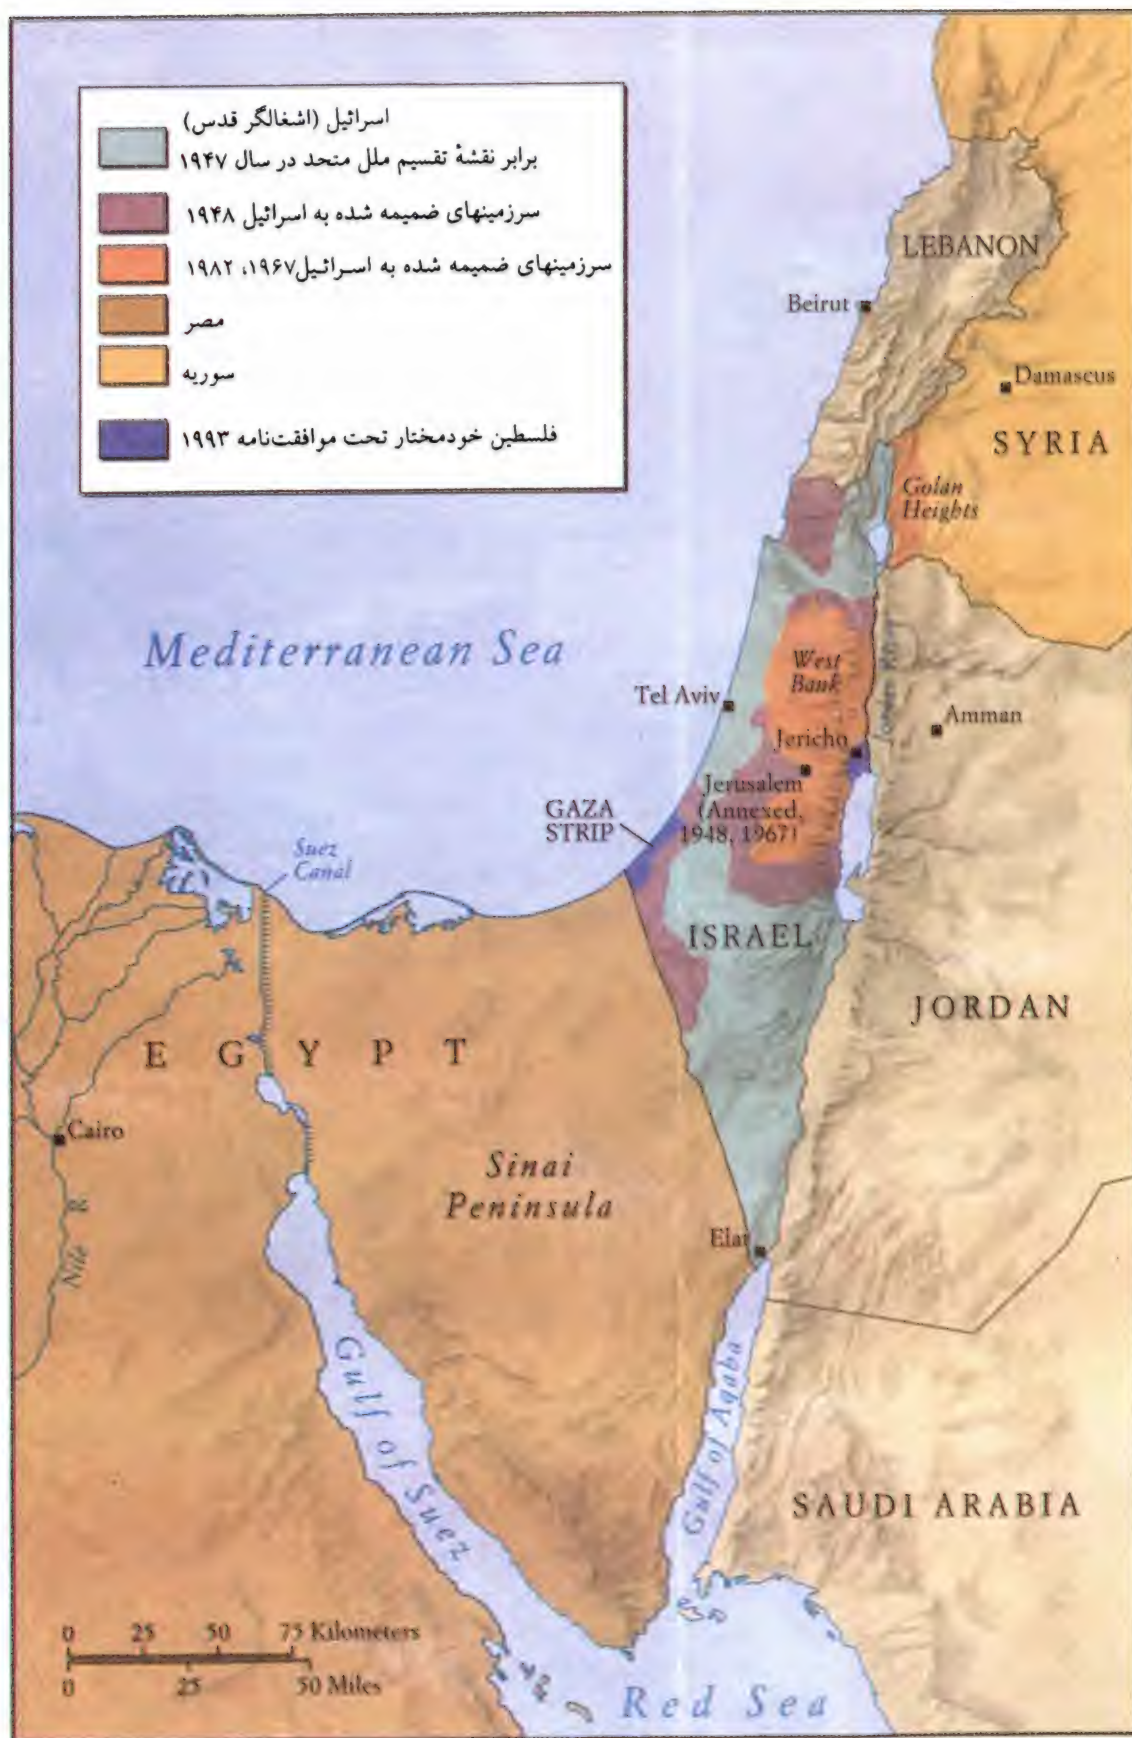 اسرائیل (اشغالگر قدس)
برابر نقشهٔ تقسیم ملل متحد در سال ۱۹۴۷
سرزمینهای ضمیمه شده به اسرائیل ۱۹۴۸
سرزمینهای ضمیمه شده به اسرائیل۱۹۶۷، ۱۹۸۲
مصر
سوریه
فلسطین خودمختار تحت موافقت‌نامه ۱۹۹۳
LEBANON
Beirut
Damascus
SYRIA
Golan
Heights
Mediterranean Sea
West
Bank
Tel Aviv
Amman
Jericho
Jerusalem
(Annexed,
1948, 1967)
GAZA
STRIP
Suez
Canal
ISRAEL
JORDAN
EGYPT
Cairo
Sinai
Peninsula
Nile R
Elat
Gulf of Suez
Gulf of Aqaba
SAUDI ARABIA
0 25 50 75 Kilometers
0 25 50 Miles
Red Sea